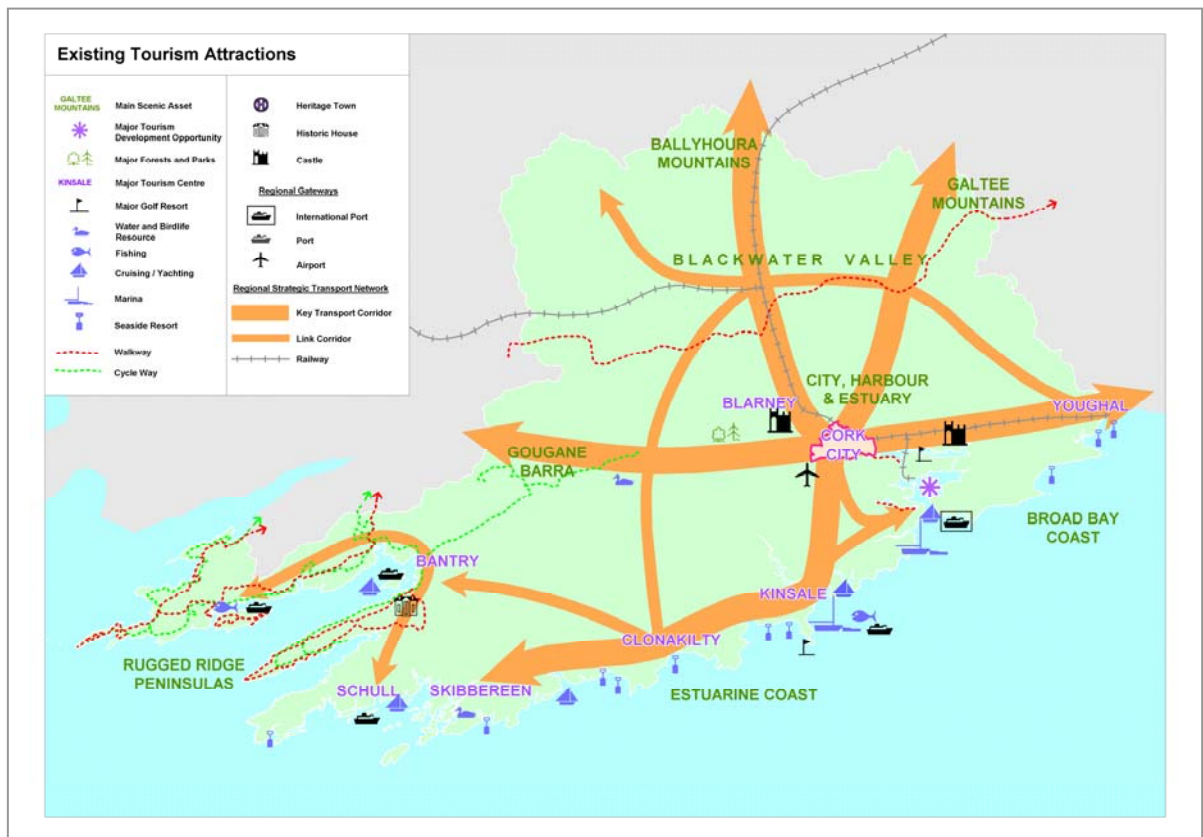 Existing Tourism Attractions
GALTEE
MOUNTAINS
Main Scenic Asset
Major Tourism
Development Opportunity
Major Forests and Parks
KINSALE
Major Tourism Centre
Major Golf Resort
Water and Birdlife
Resource
Fishing
Cruising / Yachting
Marina
Seaside Resort
Walkway
Cycle Way
H
Heritage Town
Historic House
Castle
Regional Gateways
International Port
Port
Airport
Regional Strategic Transport Network
Key Transport Corridor
Link Corridor
Railway
BALLYHOURA
MOUNTAINS
GALTEE
MOUNTAINS
BLACKWATER VALLEY
CITY, HARBOUR
& ESTUARY
BLARNEY
YOUGHAL
CORK
CITY
GOUGANE
BARRA
BROAD BAY
COAST
BANTRY
KINSALE
CLONAKILTY
RUGGED RIDGE
PENINSULAS
SCHULL
SKIBBEREEN
ESTUARINE COAST